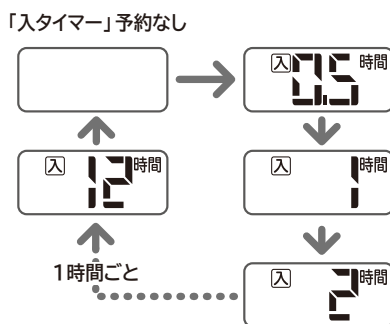 「入タイマー」予約なし
入 0.5 時間
入 12 時間
入 1 時間
1時間ごと
入 2 時間